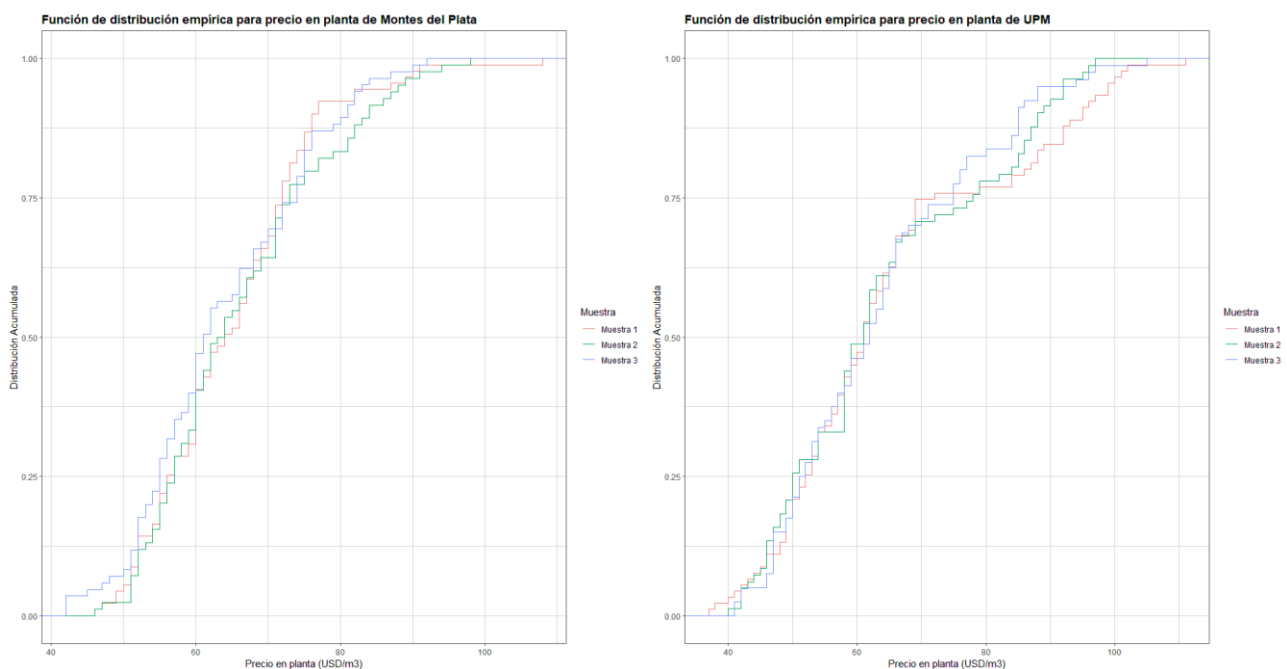 Función de distribución empírica para precio en planta de Montes del Plata
1.00
0.75
0.50
0.25
0.00
Distribución Acumulada
40
60
80
100
Precio en planta (USD/m3)
Muestra
Muestra 1
Muestra 2
Muestra 3
Función de distribución empírica para precio en planta de UPM
1.00
0.75
0.50
0.25
0.00
Distribución Acumulada
40
60
80
100
Precio en planta (USD/m3)
Muestra
Muestra 1
Muestra 2
Muestra 3